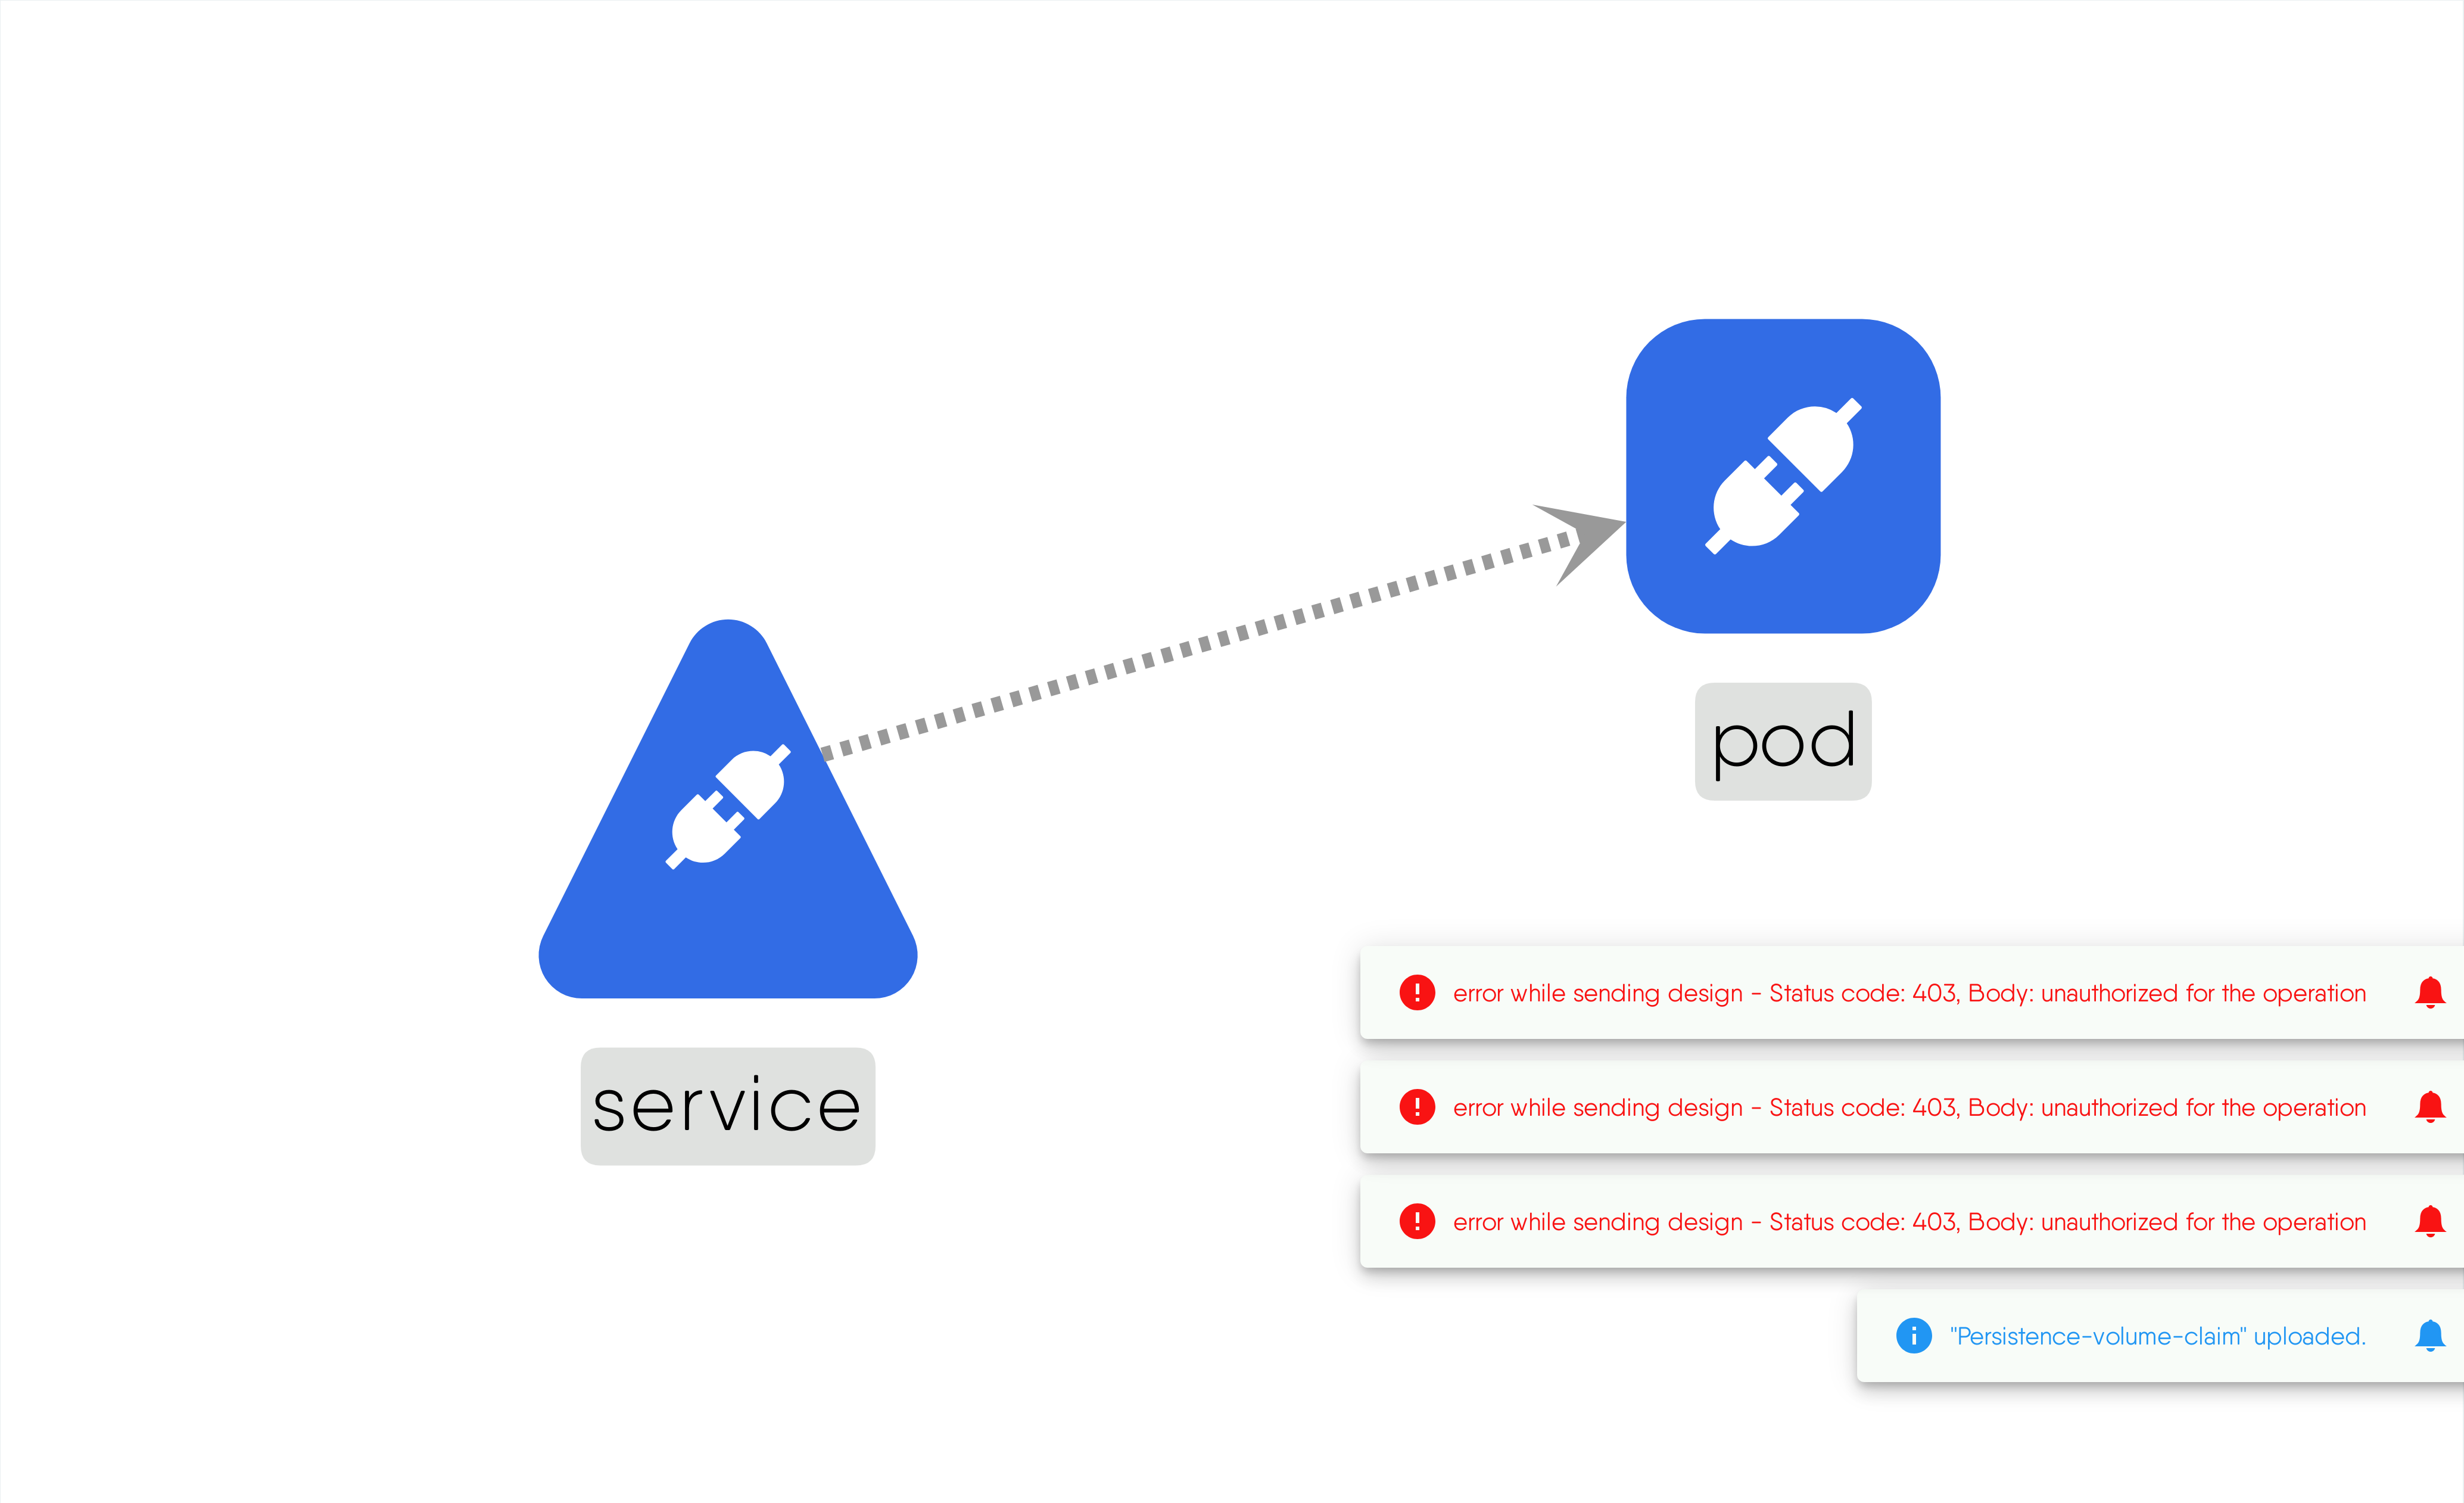 pod
service
error while sending design - Status code: 403, Body: unauthorized for the operation
error while sending design - Status code: 403, Body: unauthorized for the operation
error while sending design - Status code: 403, Body: unauthorized for the operation
"Persistence-volume-claim" uploaded.